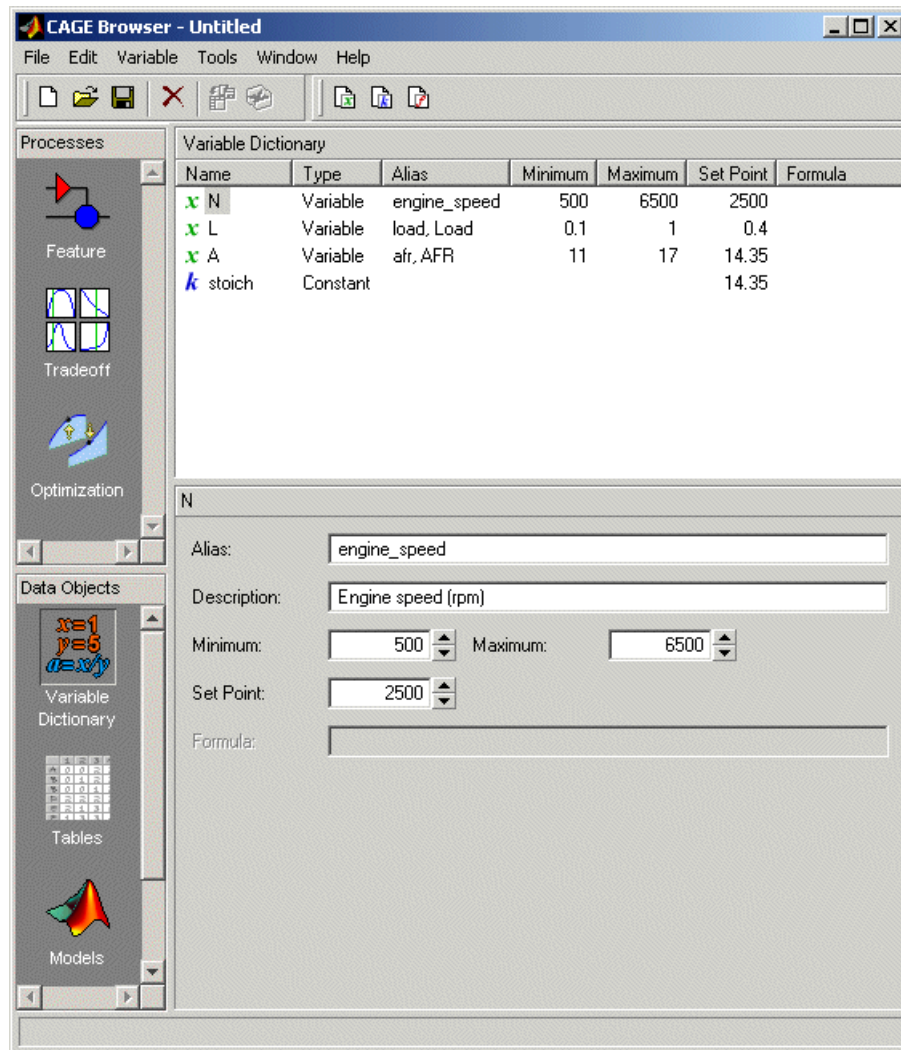 CAGE Browser - Untitled
File Edit Variable Tools Window Help
Processes
Feature
Tradeoff
Optimization
Variable Dictionary
Name Type Alias Minimum Maximum Set Point Formula
x N Variable engine_speed 500 6500 2500
x L Variable load, Load 0.1 1 0.4
x A Variable afr, AFR 11 17 14.35
k stoich Constant 14.35
N
Alias: engine_speed
Description: Engine speed (rpm)
Minimum: 500 Maximum: 6500
Set Point: 2500
Formula:
Data Objects
x=1
y=5
a=x/y
Variable
Dictionary
Tables
Models